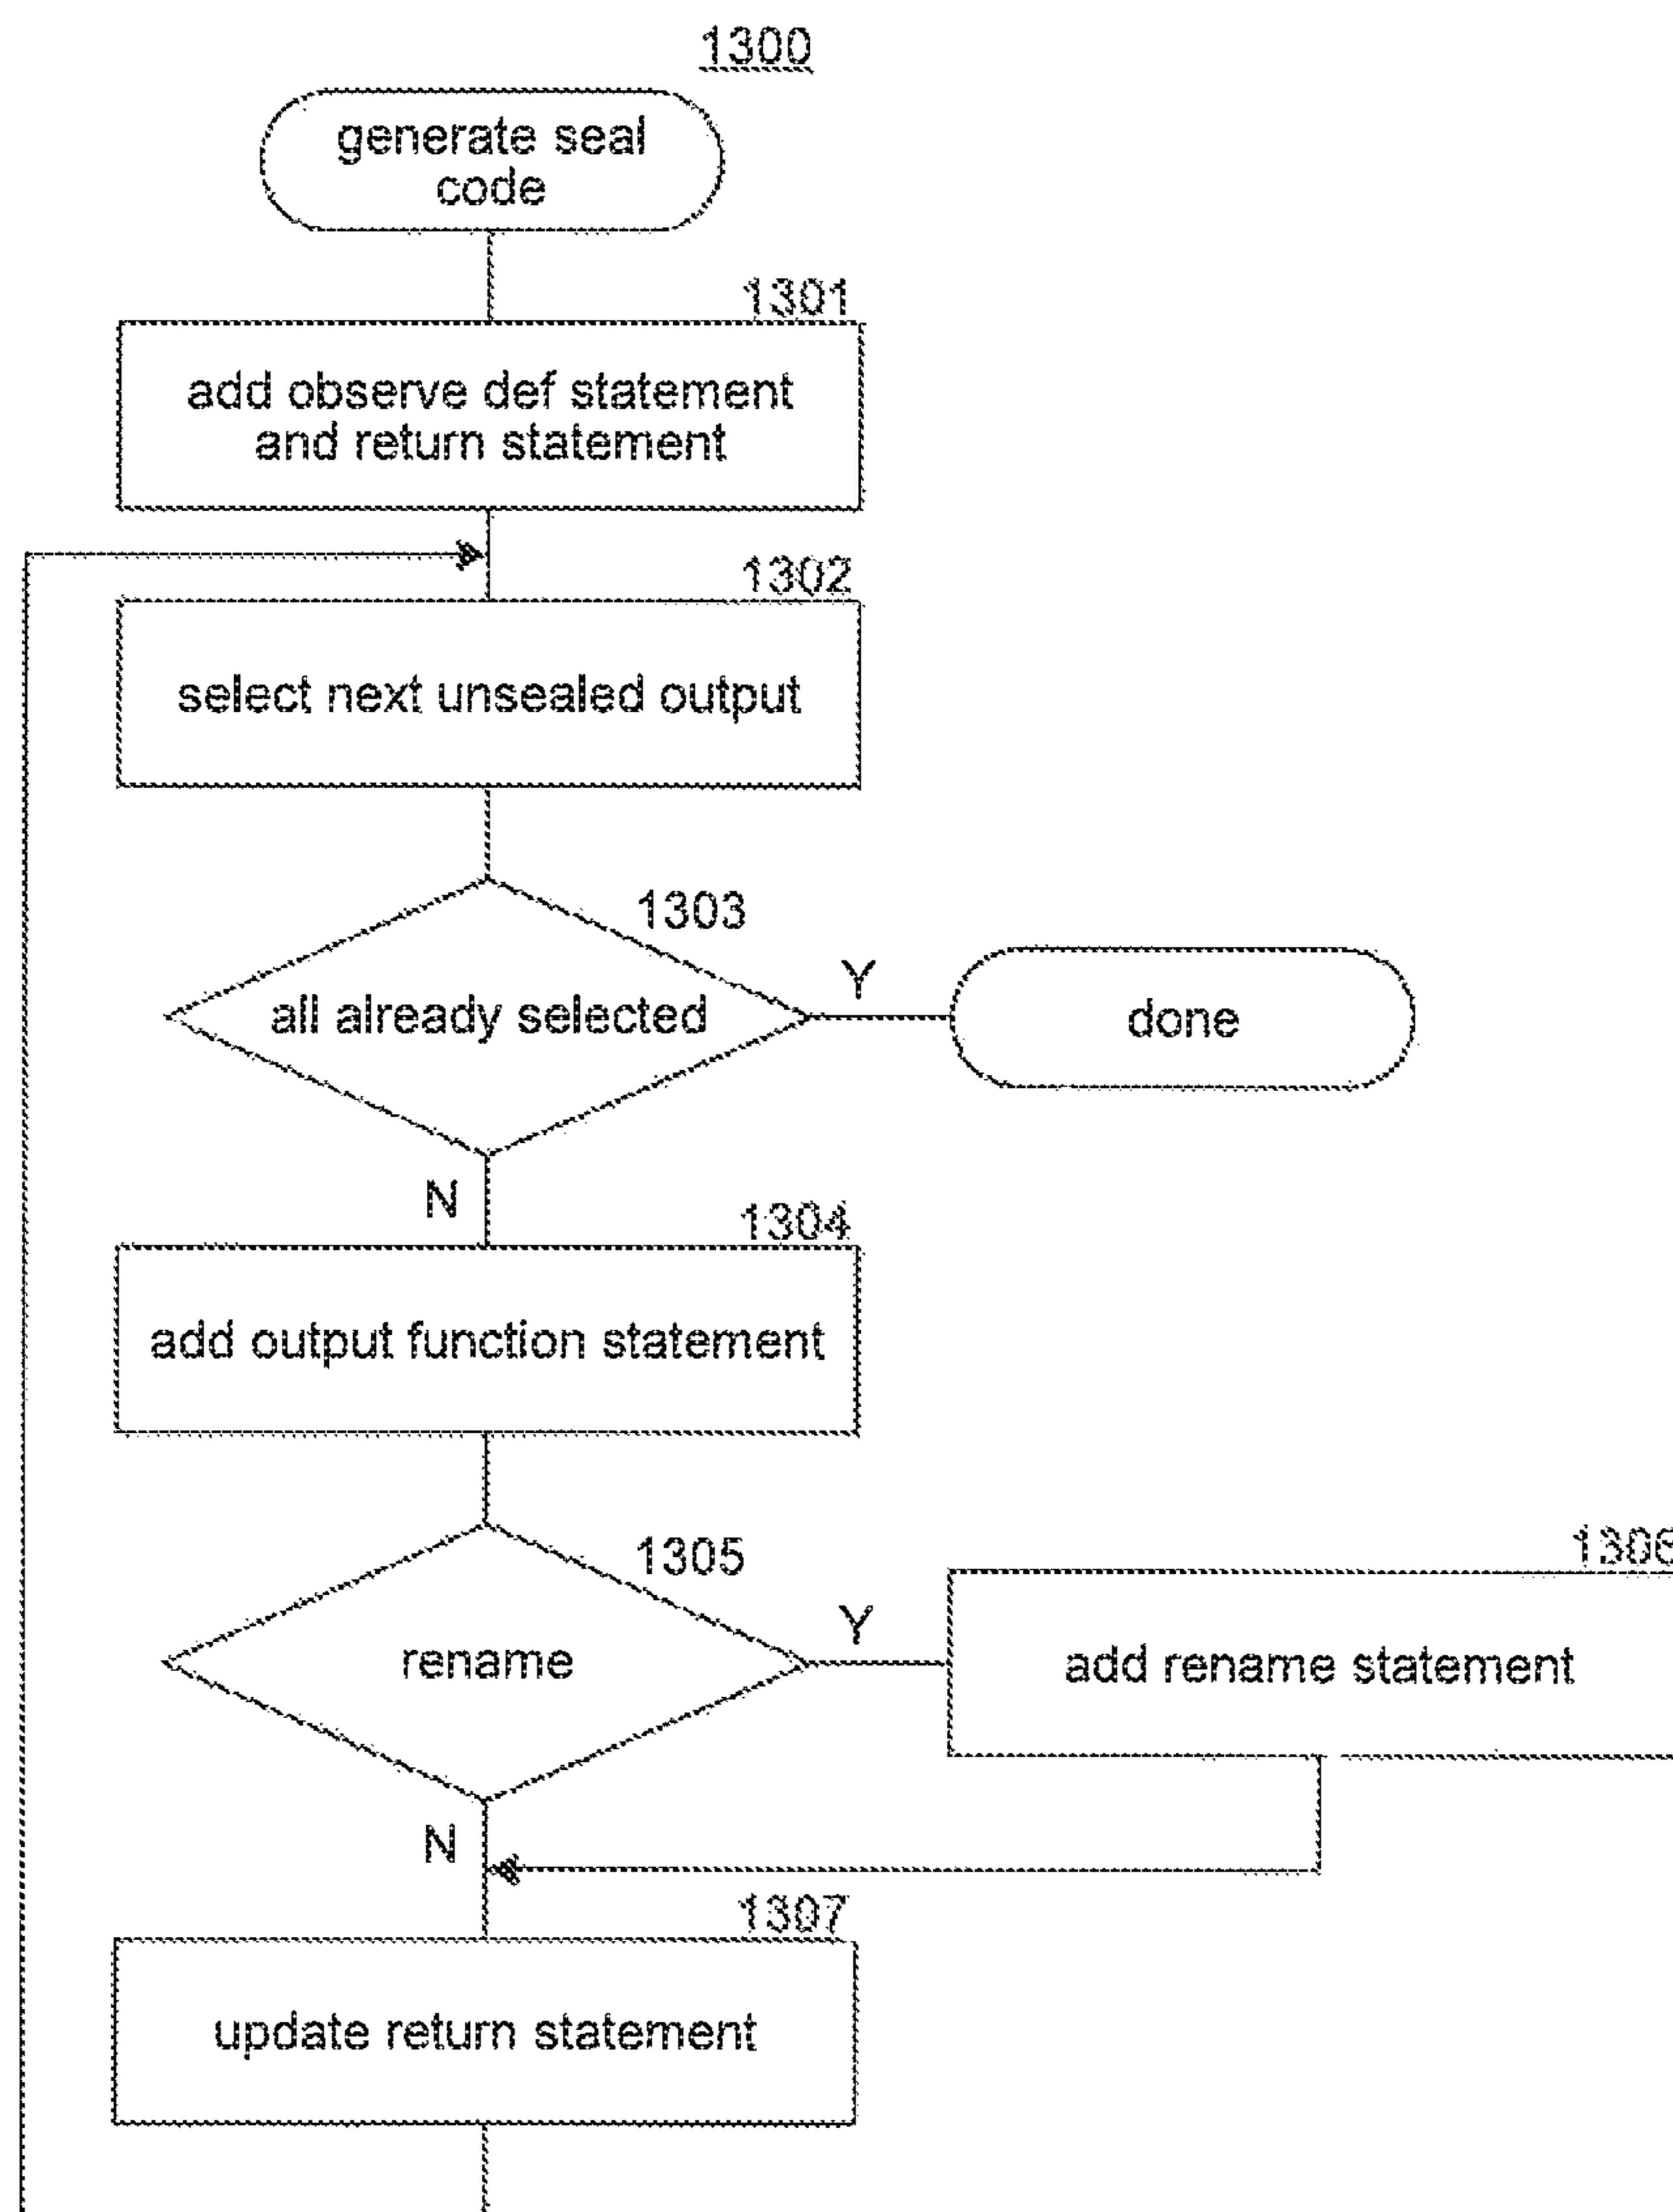 1300
generate seal
code
1301
add observe def statement
and return statement
1302
select next unsealed output
1303
all already selected
Y
done
N
1304
add output function statement
1305
rename
Y
1306
add rename statement
N
1307
update return statement